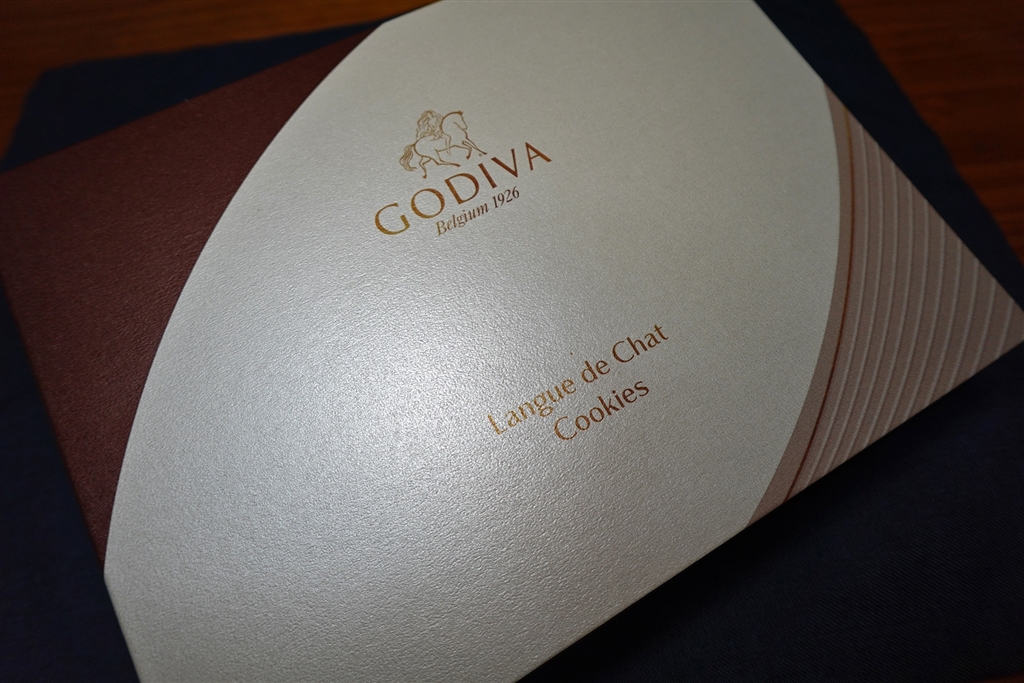 GODIVA
Belgium 1926
Langue de Chat
Cookies